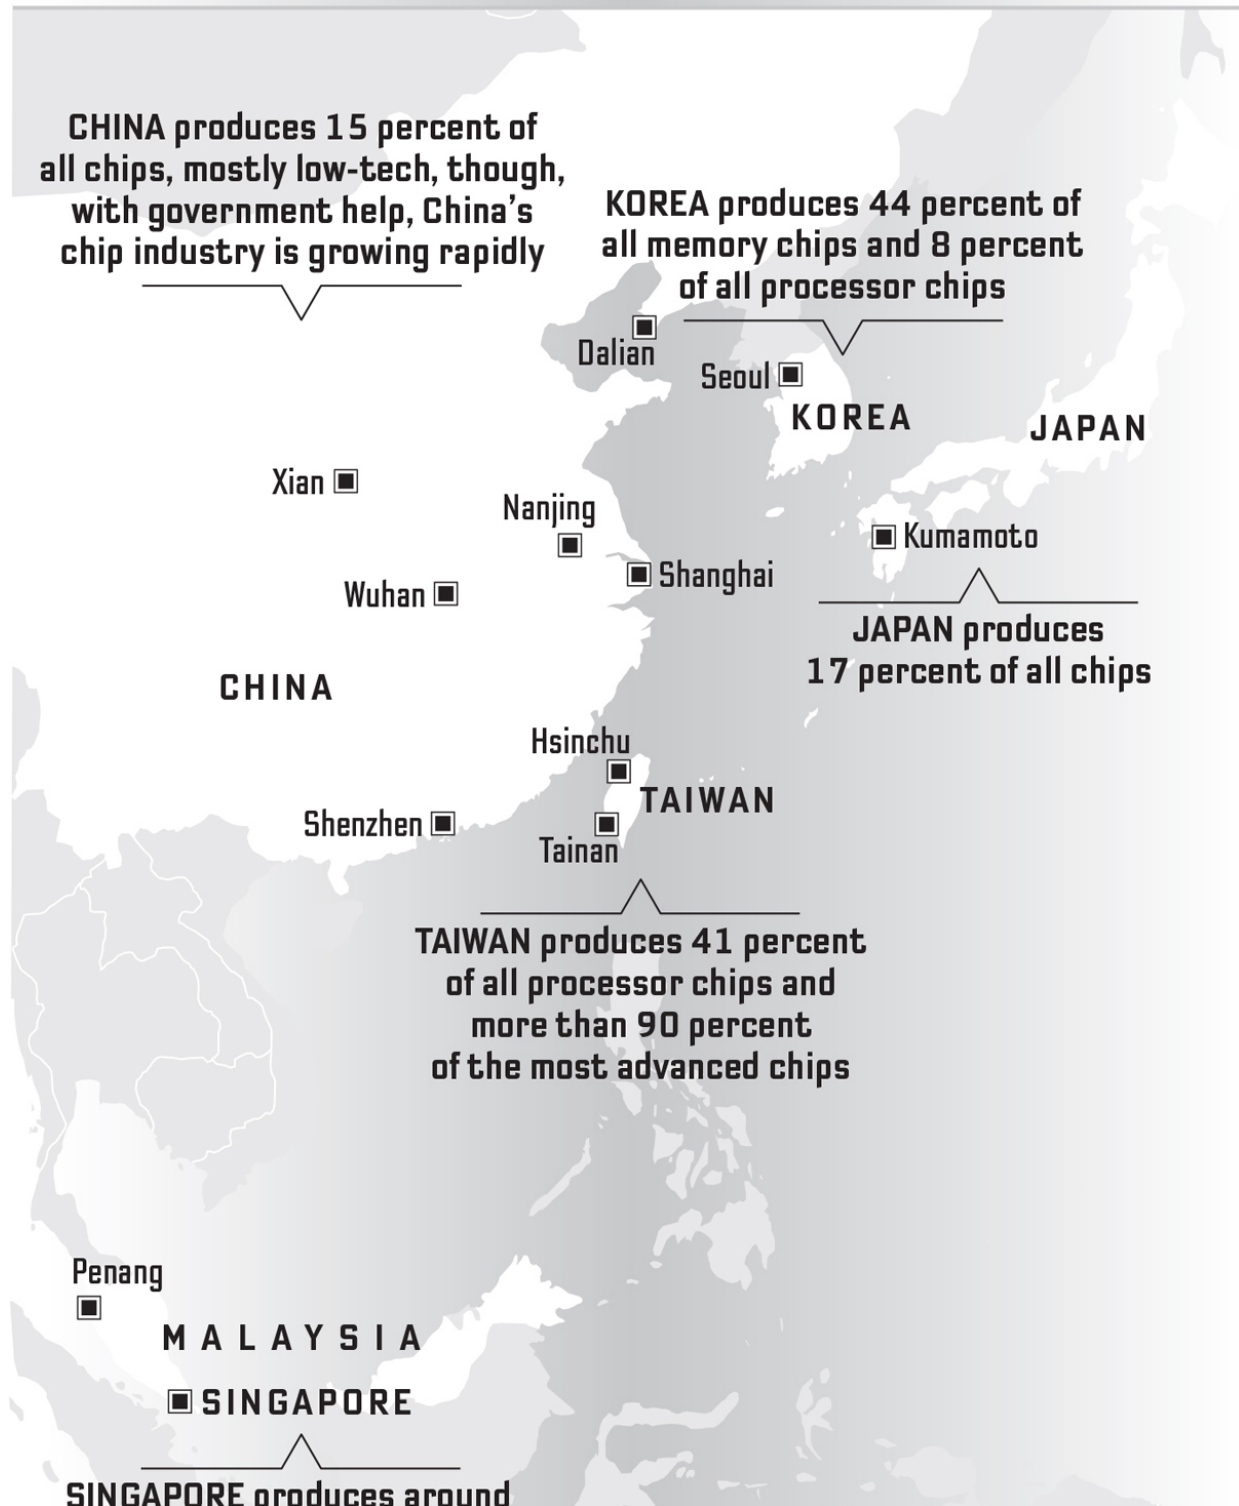 CHINA produces 15 percent of
all chips, mostly low-tech, though,
with government help, China's
chip industry is growing rapidly
KOREA produces 44 percent of
all memory chips and 8 percent
of all processor chips
Dalian
Seoul
KOREA
JAPAN
Xian
Nanjing
Kumamoto
Shanghai
Wuhan
JAPAN produces
17 percent of all chips
CHINA
Hsinchu
TAIWAN
Shenzhen
Tainan
TAIWAN produces 41 percent
of all processor chips and
more than 90 percent
of the most advanced chips
Penang
MALAYSIA
SINGAPORE
SINGAPORE produces around